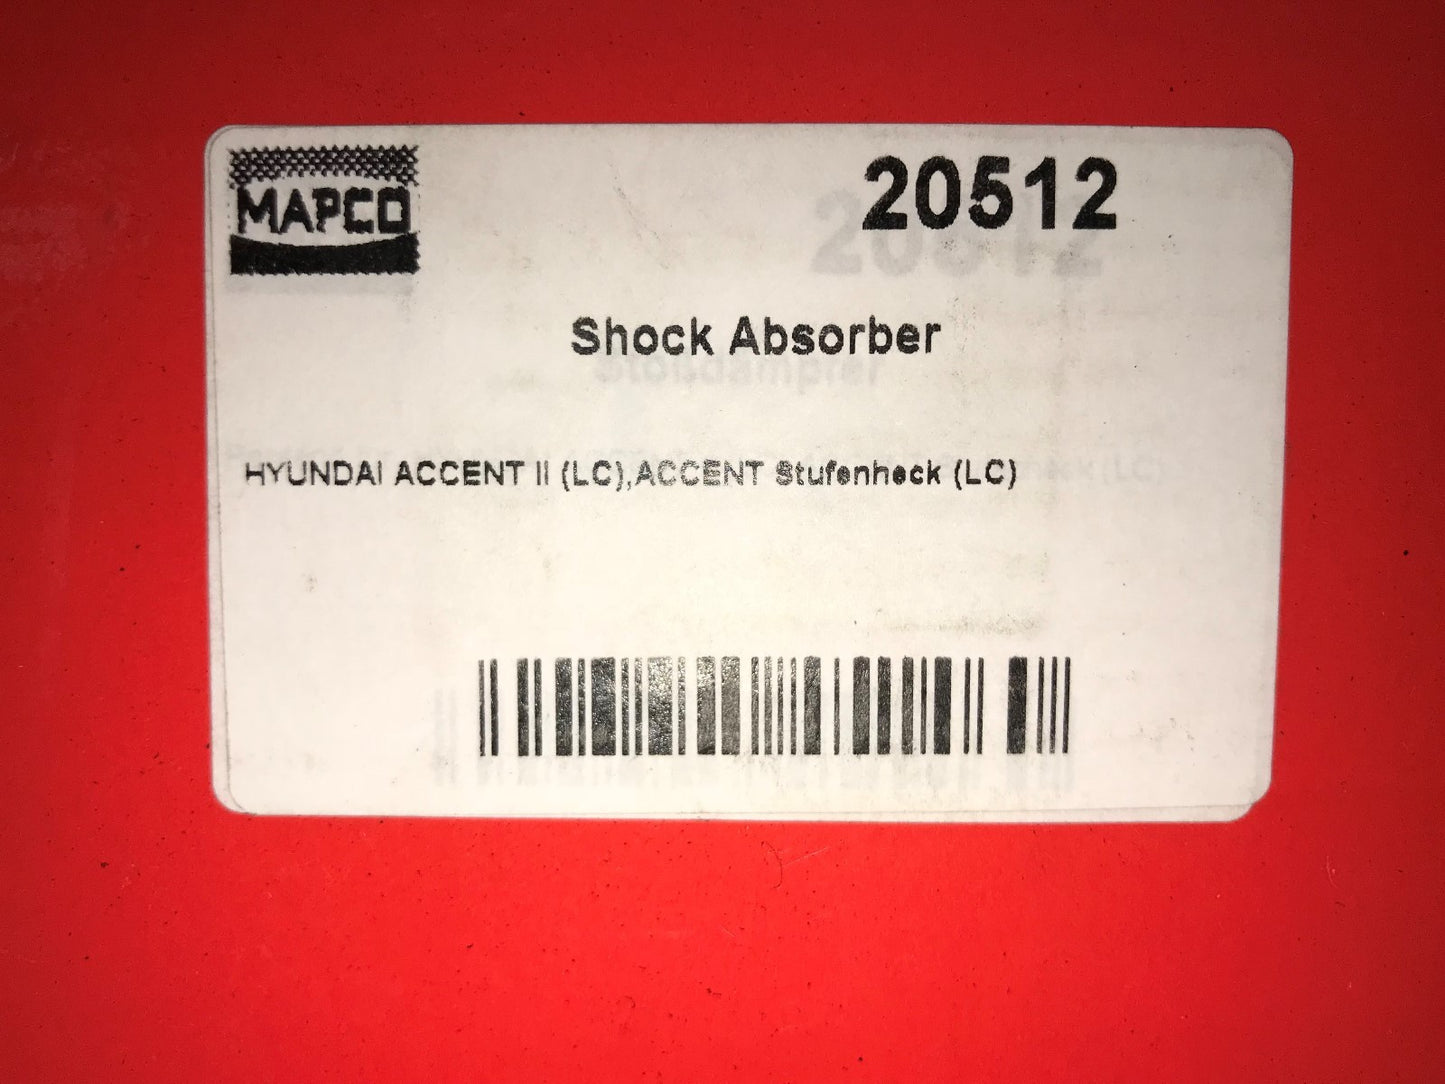 MAPCO
20512
Shock Absorber
HYUNDAI ACCENT II (LC),ACCENT Stufenheck (LC)